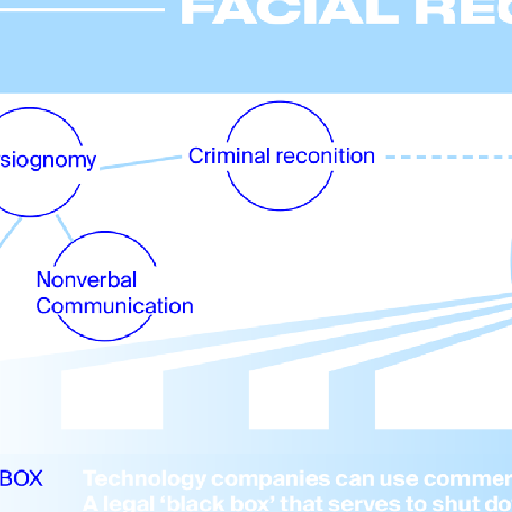 FACIAL REC
siognomy
Criminal reconition
Nonverbal
Communication
BOX
Technology companies can use commer
A legal ‘black box’ that serves to shut do